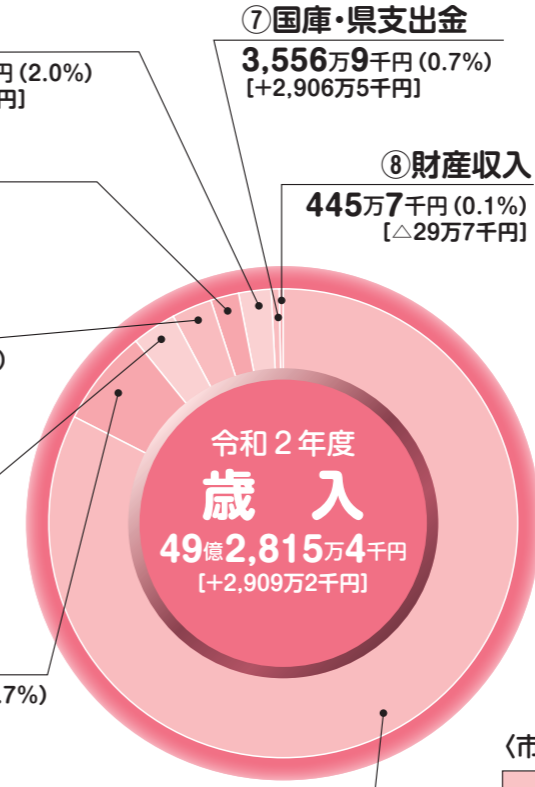 ⑦国庫・県支出金
3,556万9千円(0.7%)
[+2,906万5千円]
円(2.0%)
円]
⑧財産収入
445万7千円(0.1%)
[△29万7千円]
)
令和2年度
歳 入
49億2,815万4千円
[+2,909万2千円]
.7%)
〈市